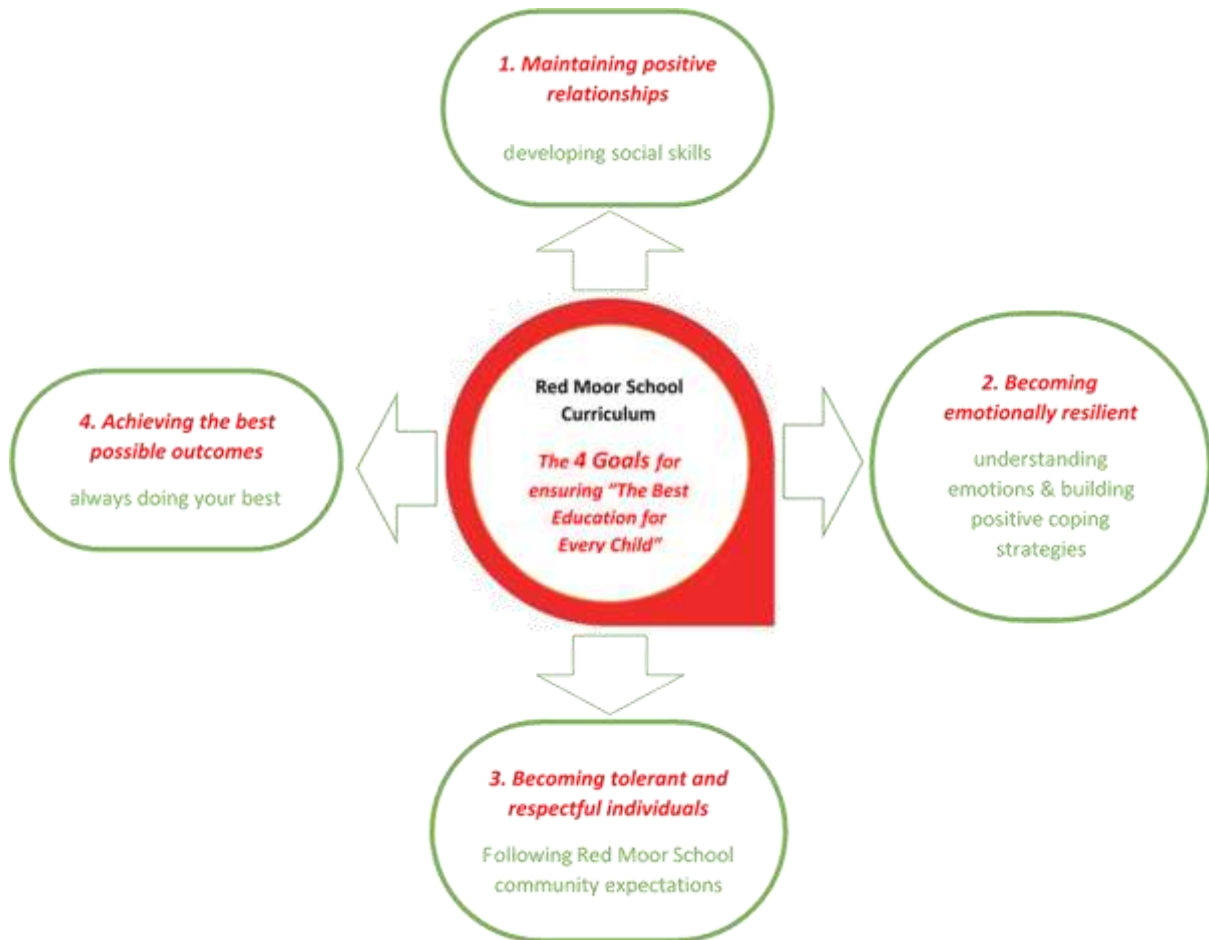 1. Maintaining positive
relationships
developing social skills
Red Moor School
Curriculum
The 4 Goals for
ensuring "The Best
Education for
Every Child"
2. Becoming
emotionally resilient
understanding
emotions & building
positive coping
strategies
3. Becoming tolerant and
respectful individuals
Following Red Moor School
community expectations
4. Achieving the best
possible outcomes
always doing your best